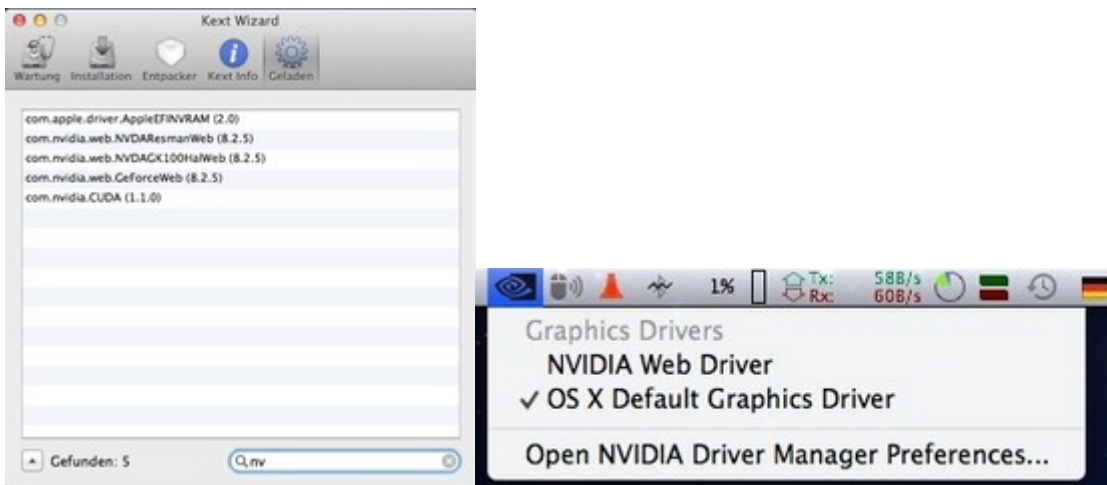 Kext Wizard
Wartung Installation Entpacker Kext Info Geladen
com.apple.driver.AppleEFINVRAM (2.0)
com.nvidia.web.NVDAResmanWeb (8.2.5)
com.nvidia.web.NVDAGK100HalWeb (8.2.5)
com.nvidia.web.GeForceWeb (8.2.5)
com.nvidia.CUDA (1.1.0)
Gefunden: 5
nv
1% Tx: 58B/s
Rx: 60B/s
Graphics Drivers
NVIDIA Web Driver
✓ OS X Default Graphics Driver
Open NVIDIA Driver Manager Preferences...